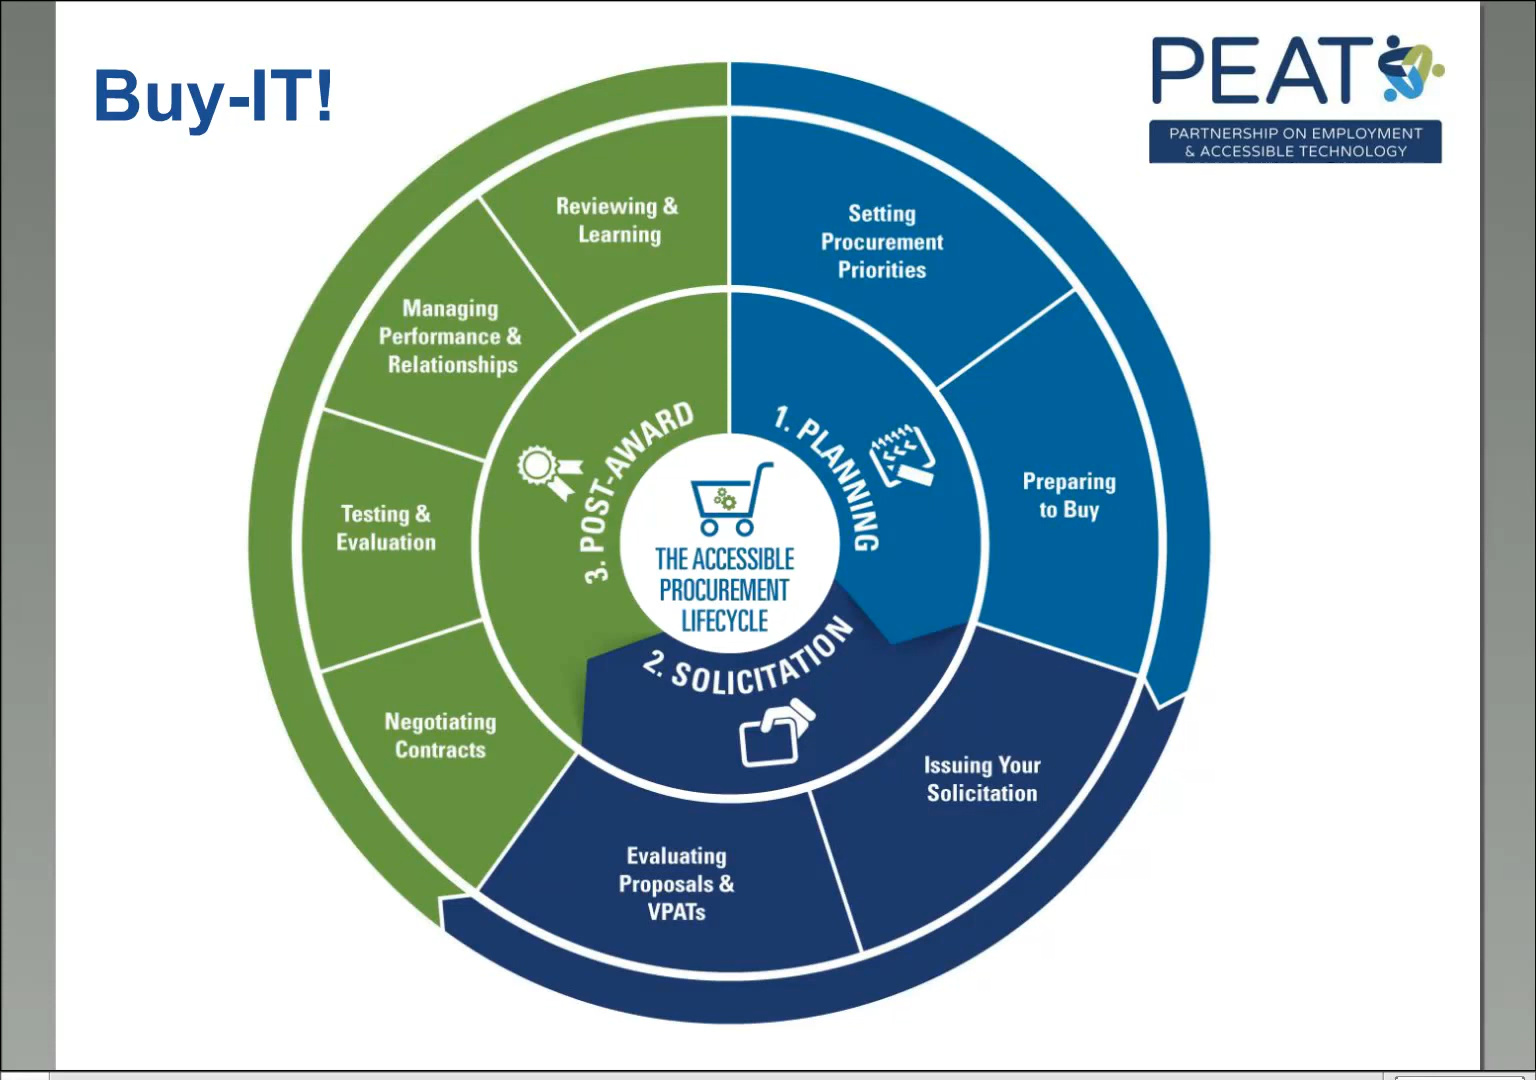 Buy-IT!
PEAT
PARTNERSHIP ON EMPLOYMENT
& ACCESSIBLE TECHNOLOGY
Setting
Procurement
Priorities
Preparing
to Buy
Issuing Your
Solicitation
Evaluating
Proposals &
VPATs
Negotiating
Contracts
Testing &
Evaluation
Managing
Performance &
Relationships
Reviewing &
Learning
1. PLANNING
2. SOLICITATION
3. POST-AWARD
THE ACCESSIBLE
PROCUREMENT
LIFECYCLE